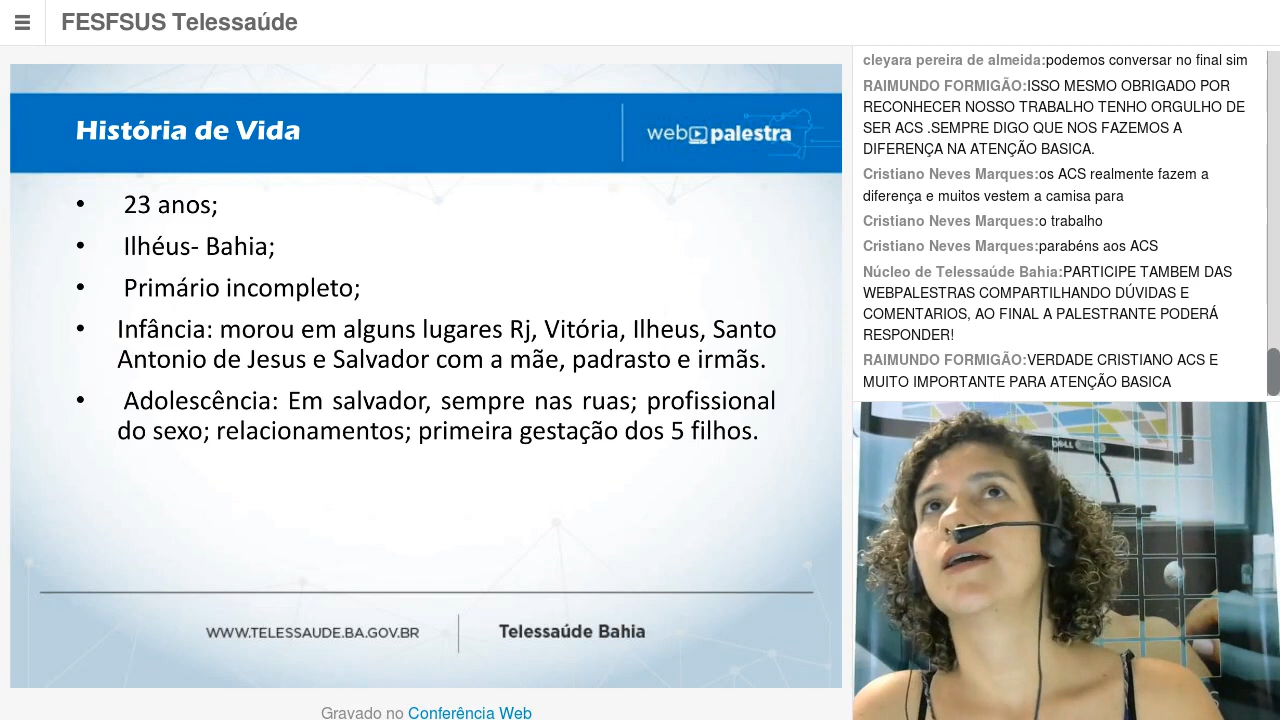 FESFSUS Telessaúde
História de Vida
web palestra
• 23 anos;
• Ilhéus- Bahia;
• Primário incompleto;
• Infância: morou em alguns lugares Rj, Vitória, Ilheus, Santo
Antonio de Jesus e Salvador com a mãe, padrasto e irmãs.
• Adolescência: Em salvador, sempre nas ruas; profissional
do sexo; relacionamentos; primeira gestação dos 5 filhos.
WWW.TELESSAUDE.BA.GOV.BR
Telessaúde Bahia
Gravado no Conferência Web
cleyara pereira de almeida:podemos conversar no final sim
RAIMUNDO FORMIGÃO:ISSO MESMO OBRIGADO POR
RECONHECER NOSSO TRABALHO TENHO ORGULHO DE
SER ACS .SEMPRE DIGO QUE NOS FAZEMOS A
DIFERENÇA NA ATENÇÃO BASICA.
Cristiano Neves Marques:os ACS realmente fazem a
diferença e muitos vestem a camisa para
Cristiano Neves Marques:o trabalho
Cristiano Neves Marques:parabéns aos ACS
Núcleo de Telessaúde Bahia:PARTICIPE TAMBEM DAS
WEBPALESTRAS COMPARTILHANDO DÚVIDAS E
COMENTARIOS, AO FINAL A PALESTRANTE PODERÁ
RESPONDER!
RAIMUNDO FORMIGÃO:VERDADE CRISTIANO ACS E
MUITO IMPORTANTE PARA ATENÇÃO BASICA
DELL